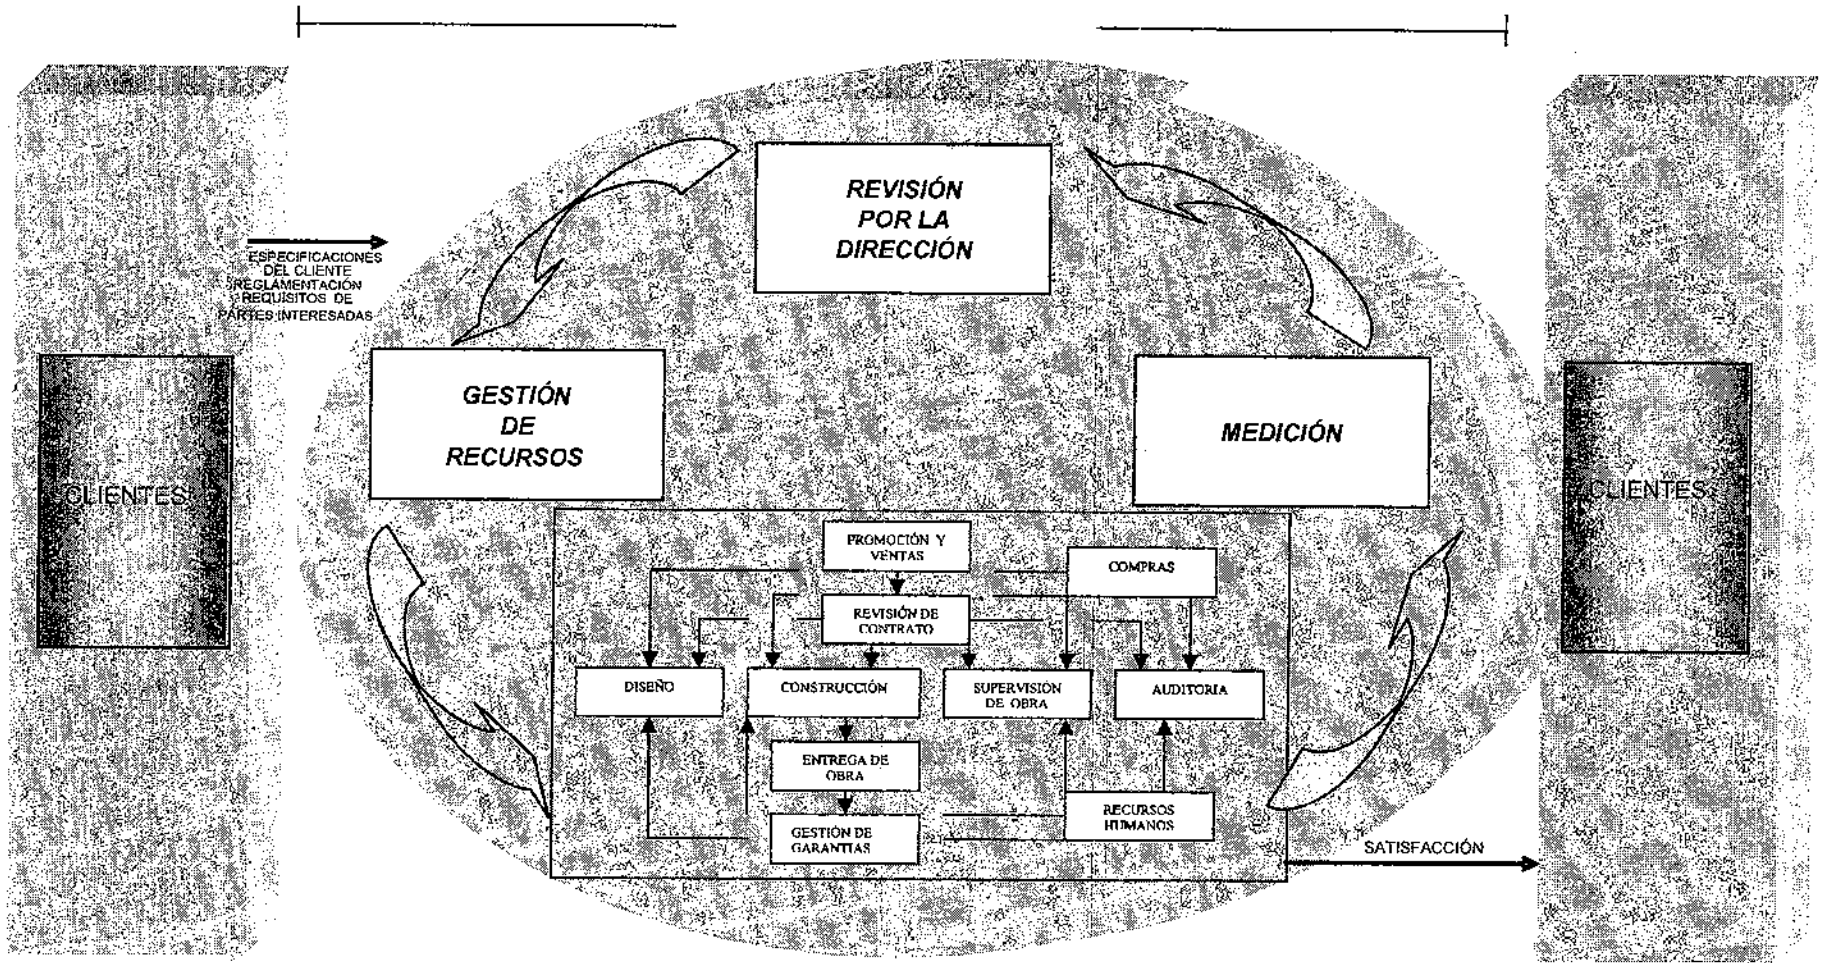 REVISIÓN
POR LA
DIRECCIÓN
ESPECIFICACIONES
DEL CLIENTE
REGLAMENTACIÓN
REQUISITOS DE
PARTES INTERESADAS
GESTIÓN
DE
RECURSOS
MEDICIÓN
CLIENTES
CLIENTES
PROMOCIÓN Y
VENTAS
COMPRAS
REVISIÓN DE
CONTRATO
DISEÑO
CONSTRUCCIÓN
SUPERVISIÓN
DE OBRA
AUDITORIA
ENTREGA DE
OBRA
RECURSOS
HUMANOS
GESTIÓN DE
GARANTIAS
SATISFACCIÓN